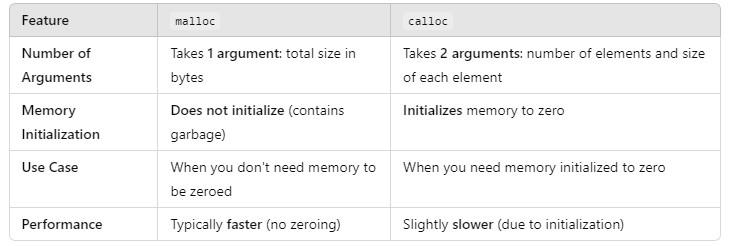 Feature malloc calloc
Number of Takes 1 argument: total size in Takes 2 arguments: number of elements and size
Arguments bytes of each element
Memory Does not initialize (contains Initializes memory to zero
Initialization garbage)
Use Case When you don't need memory to When you need memory initialized to zero
be zeroed
Performance Typically faster (no zeroing) Slightly slower (due to initialization)